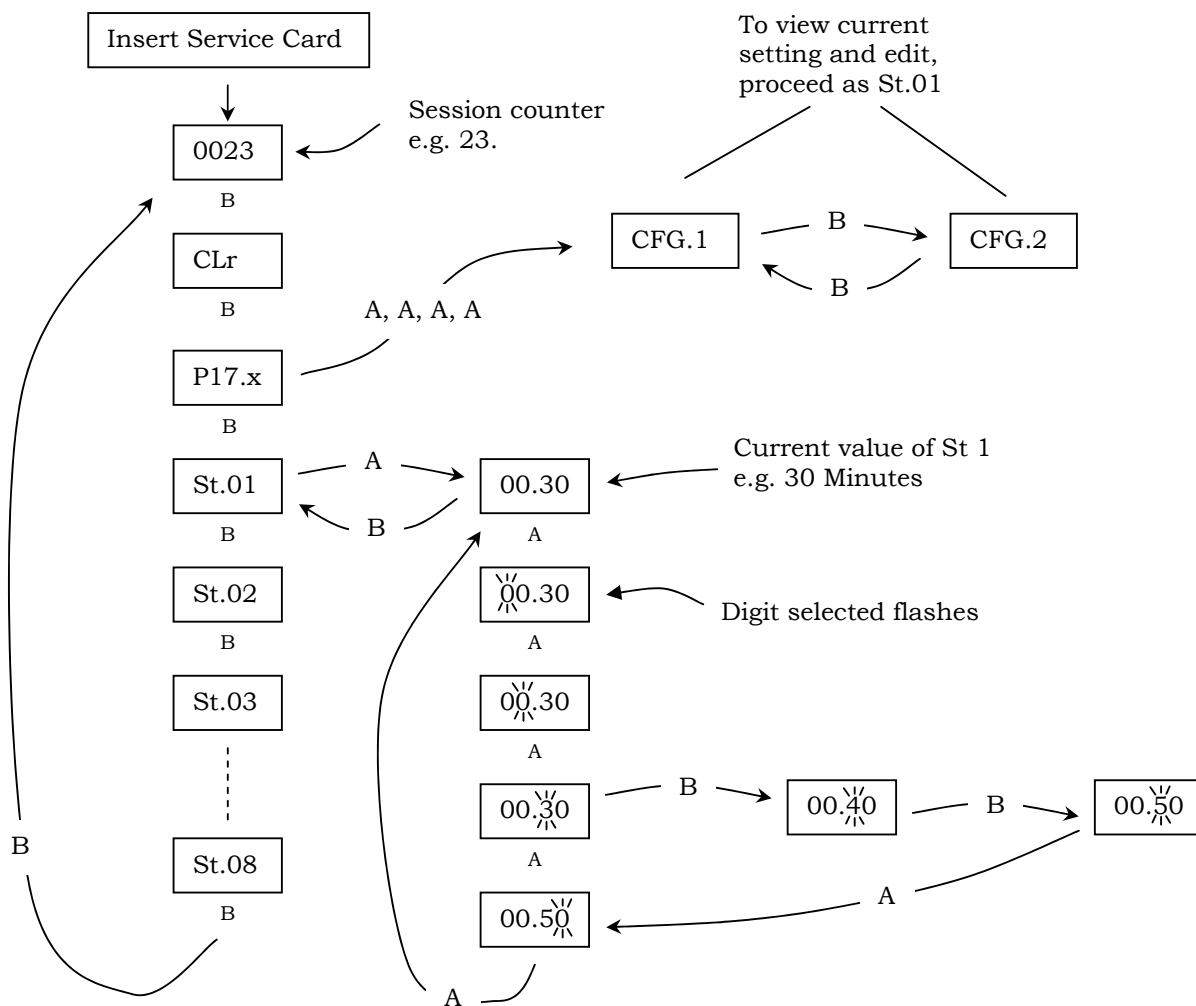 Insert Service Card
To view current
setting and edit,
proceed as St.01
Session counter
e.g. 23.
0023
B
CLr
B
CFG.1
B
CFG.2
B
A, A, A, A
P17.x
B
St.01
A
B
00.30
Current value of St 1
e.g. 30 Minutes
B
A
St.02
00.30
Digit selected flashes
B
A
St.03
00.30
A
00.30
B
00.40
B
00.50
A
B
St.08
B
00.50
A
A